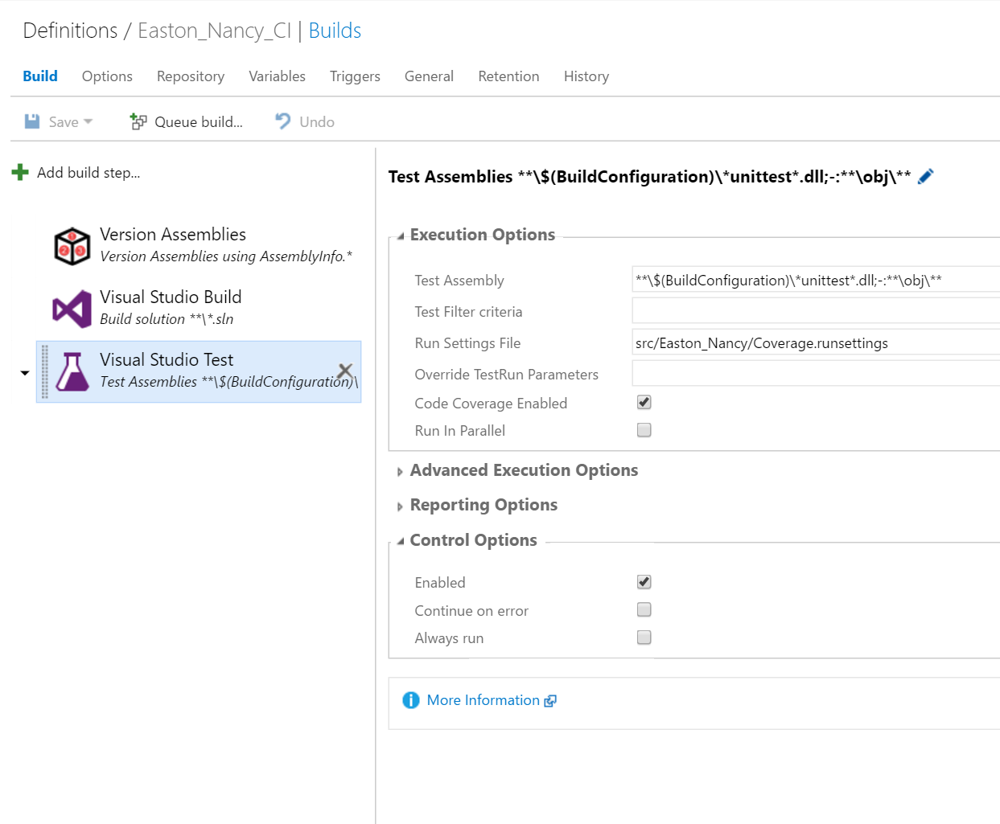 Definitions / Easton_Nancy_CI | Builds
Build Options Repository Variables Triggers General Retention History
Save Queue build... Undo
Add build step...
Version Assemblies
Version Assemblies using AssemblyInfo.*
Visual Studio Build
Build solution **\*.sln
Visual Studio Test
Test Assemblies **\$(BuildConfiguration)\
Test Assemblies **\$(BuildConfiguration)\*unittest*.dll;-:**\obj\**
Execution Options
Test Assembly **\$(BuildConfiguration)\*unittest*.dll;-:**\obj\**
Test Filter criteria
Run Settings File src/Easton_Nancy/Coverage.runsettings
Override TestRun Parameters
Code Coverage Enabled
Run In Parallel
Advanced Execution Options
Reporting Options
Control Options
Enabled
Continue on error
Always run
More Information